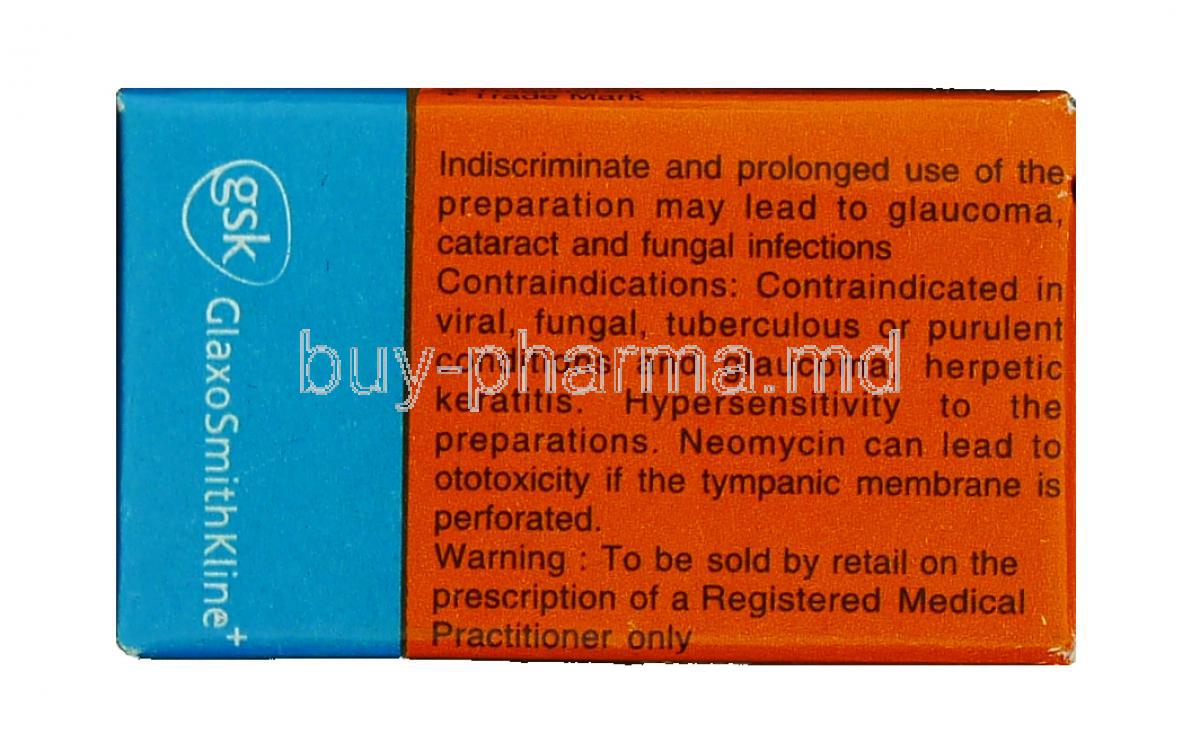 + Trade Mark
gsk GlaxoSmithKline+
Indiscriminate and prolonged use of the
preparation may lead to glaucoma,
cataract and fungal infections
Contraindications: Contraindicated in
viral, fungal, tuberculous or purulent
conditions and glaucoma, herpetic
keratitis. Hypersensitivity to the
preparations. Neomycin can lead to
ototoxicity if the tympanic membrane is
perforated.
Warning : To be sold by retail on the
prescription of a Registered Medical
Practitioner only
buy-pharma.md